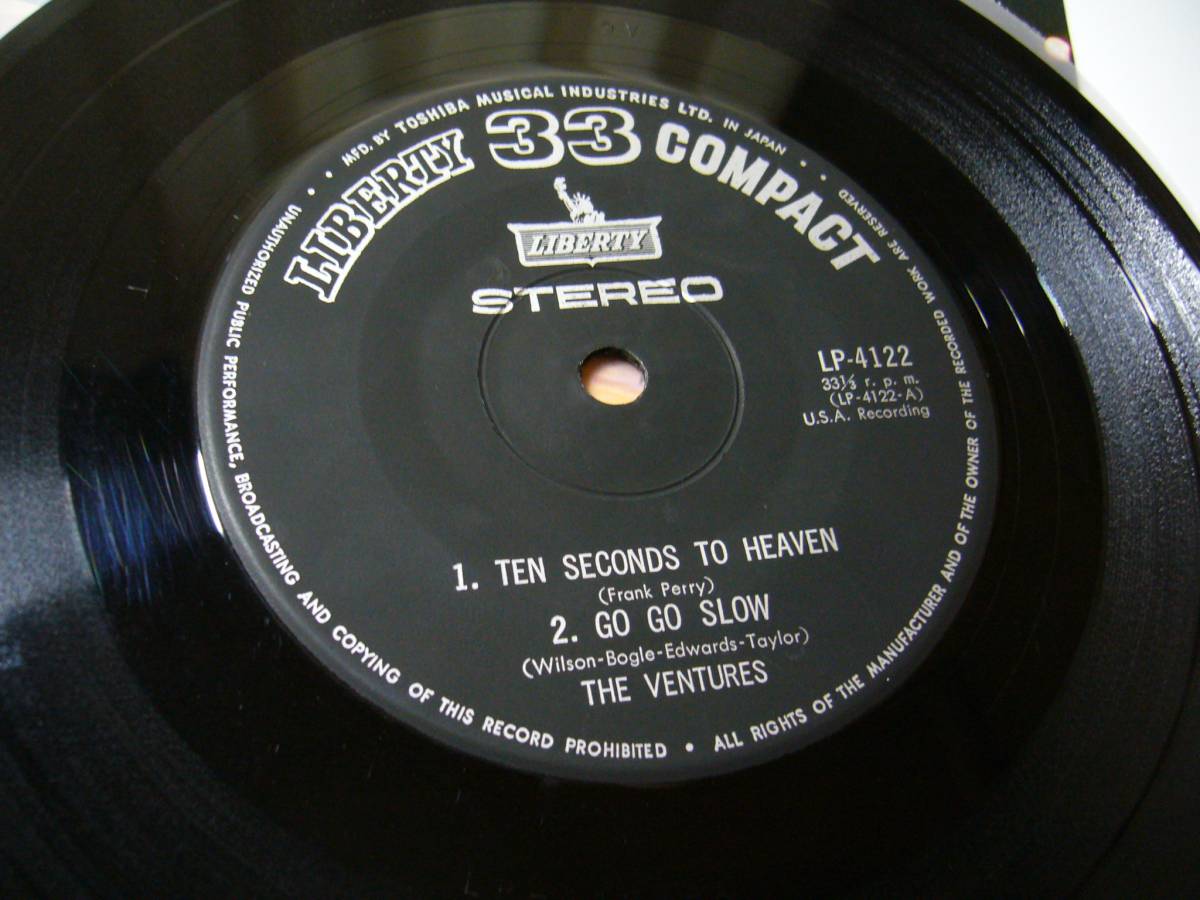 MFD. BY TOSHIBA MUSICAL INDUSTRIES LTD. IN JAPAN
LIBERTY 33 COMPACT
LIBERTY
STEREO
LP-4122
33⅓ r. p. m.
(LP-4122-A)
U.S.A. Recording
1. TEN SECONDS TO HEAVEN
(Frank Perry)
2. GO GO SLOW
(Wilson-Bogle-Edwards-Taylor)
THE VENTURES
UNAUTHORIZED PUBLIC PERFORMANCE, BROADCASTING AND COPYING OF THIS RECORD PROHIBITED • ALL RIGHTS OF THE MANUFACTURER AND OF THE OWNER OF THE RECORDED WORK ARE RESERVED